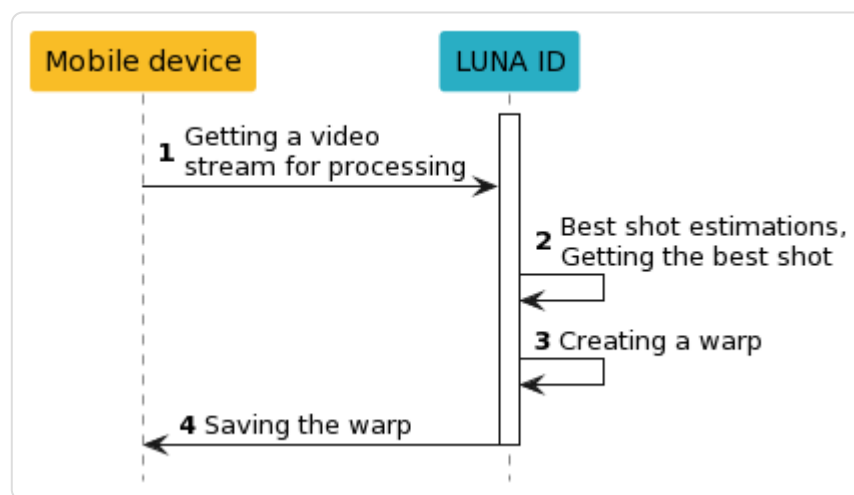 Mobile device
LUNA ID
1 Getting a video
stream for processing
2 Best shot estimations,
Getting the best shot
3 Creating a warp
4 Saving the warp